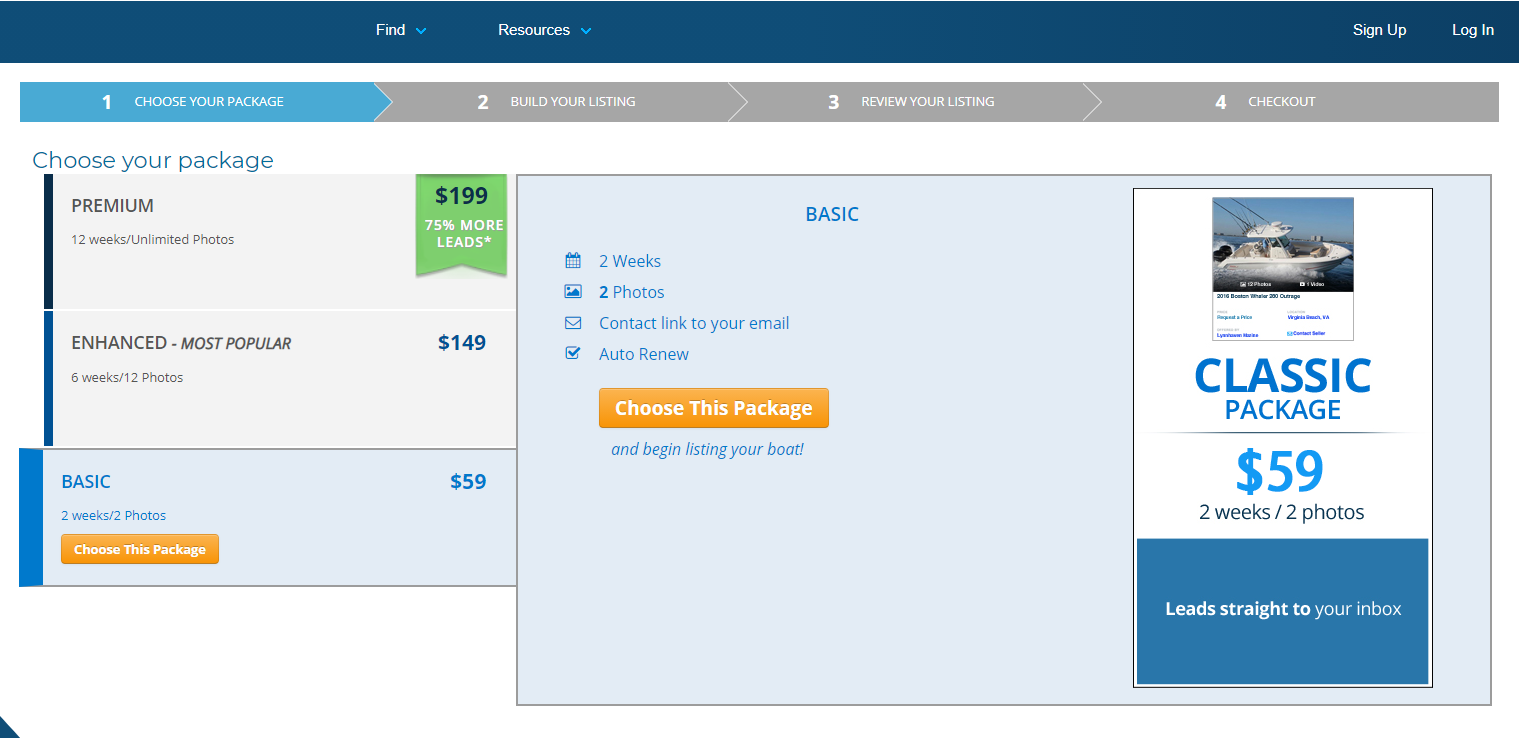 Find
Resources
Sign Up
Log In
1 CHOOSE YOUR PACKAGE
2 BUILD YOUR LISTING
3 REVIEW YOUR LISTING
4 CHECKOUT
Choose your package
PREMIUM
$199
12 weeks/Unlimited Photos
75% MORE
LEADS*
ENHANCED - MOST POPULAR
$149
6 weeks/12 Photos
BASIC
$59
2 weeks/2 Photos
Choose This Package
BASIC
2 Weeks
2 Photos
Contact link to your email
Auto Renew
Choose This Package
and begin listing your boat!
12 Photos
1 Video
2016 Boston Whaler 280 Outrage
PRICE
LOCATION
Request a Price
Virginia Beach, VA
OFFERED BY
Lynnhaven Marine
Contact Seller
CLASSIC
PACKAGE
$59
2 weeks / 2 photos
Leads straight to your inbox